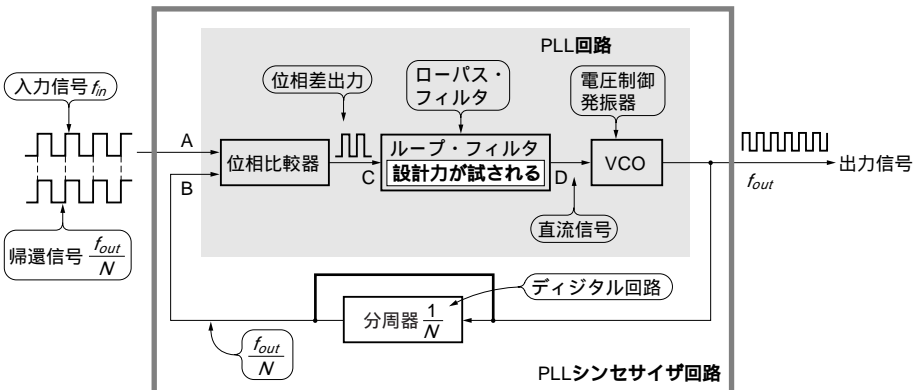 PLL回路
入力信号 fin
位相差出力
ローパス・
フィルタ
電圧制御
発振器
A
位相比較器
B
C
ループ・フィルタ
設計力が試される
D
VCO
出力信号
fout
帰還信号 fout/N
直流信号
ディジタル回路
分周器 1/N
fout/N
PLLシンセサイザ回路